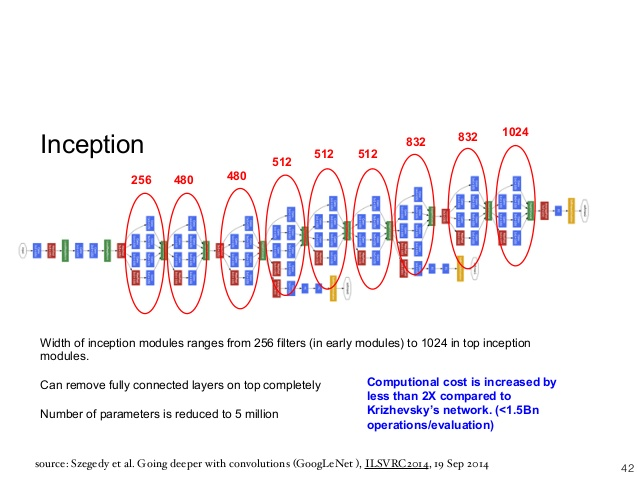 Inception
256 480 480 512 512 512 832 832 1024
Width of inception modules ranges from 256 filters (in early modules) to 1024 in top inception
modules.
Can remove fully connected layers on top completely
Number of parameters is reduced to 5 million
Computional cost is increased by
less than 2X compared to
Krizhevsky's network. (<1.5Bn
operations/evaluation)
source: Szegedy et al. Going deeper with convolutions (GoogLeNet ), ILSVRC2014, 19 Sep 2014
42